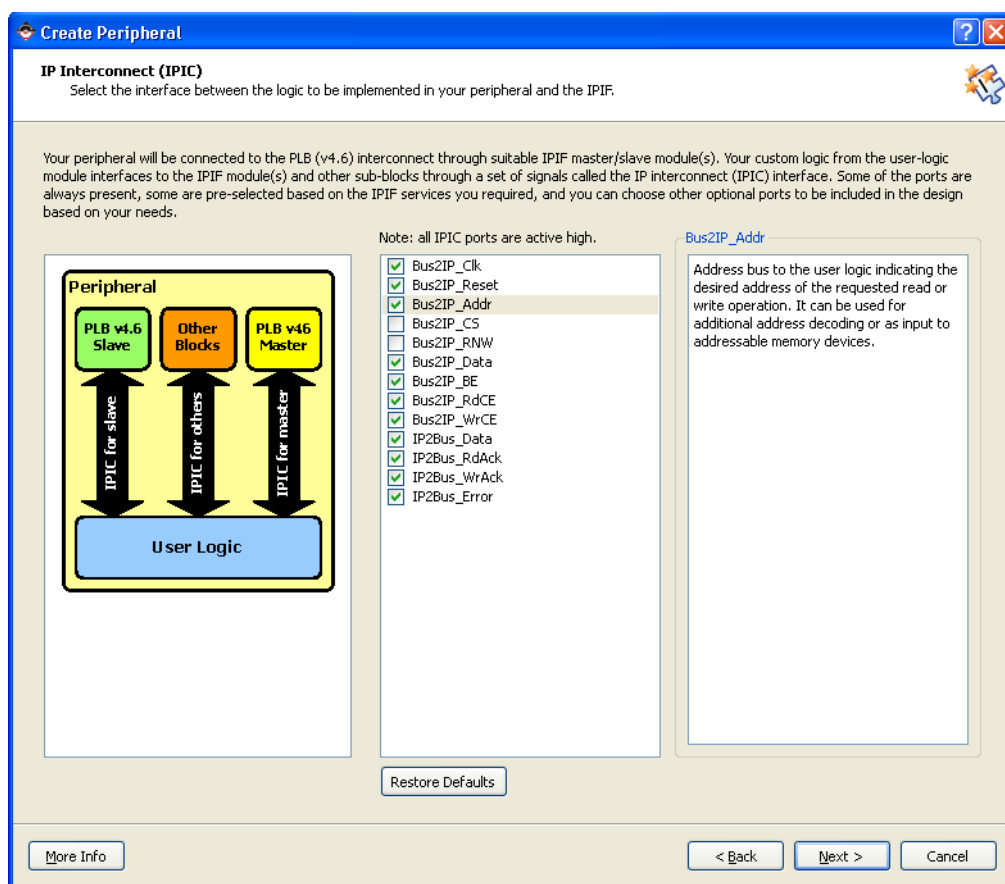 Create Peripheral
IP Interconnect (IPIC)
Select the interface between the logic to be implemented in your peripheral and the IPIF.
Your peripheral will be connected to the PLB (v4.6) interconnect through suitable IPIF master/slave module(s). Your custom logic from the user-logic
module interfaces to the IPIF module(s) and other sub-blocks through a set of signals called the IP interconnect (IPIC) interface. Some of the ports are
always present, some are pre-selected based on the IPIF services you required, and you can choose other optional ports to be included in the design
based on your needs.
Note: all IPIC ports are active high.
Peripheral
PLB v4.6
Slave
Other
Blocks
PLB v46
Master
IPIC for slave
IPIC for others
IPIC for master
User Logic
Bus2IP_Clk
Bus2IP_Reset
Bus2IP_Addr
Bus2IP_CS
Bus2IP_RNW
Bus2IP_Data
Bus2IP_BE
Bus2IP_RdCE
Bus2IP_WrCE
IP2Bus_Data
IP2Bus_RdAck
IP2Bus_WrAck
IP2Bus_Error
Bus2IP_Addr
Address bus to the user logic indicating the
desired address of the requested read or
write operation. It can be used for
additional address decoding or as input to
addressable memory devices.
Restore Defaults
More Info
< Back
Next >
Cancel